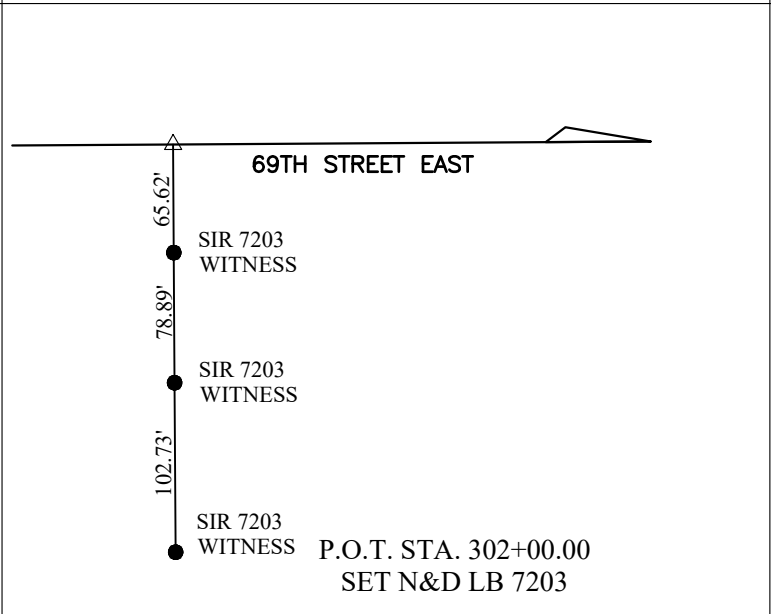 69TH STREET EAST
65.62'
SIR 7203
WITNESS
78.89'
SIR 7203
WITNESS
102.73'
SIR 7203
WITNESS
P.O.T. STA. 302+00.00
SET N&D LB 7203